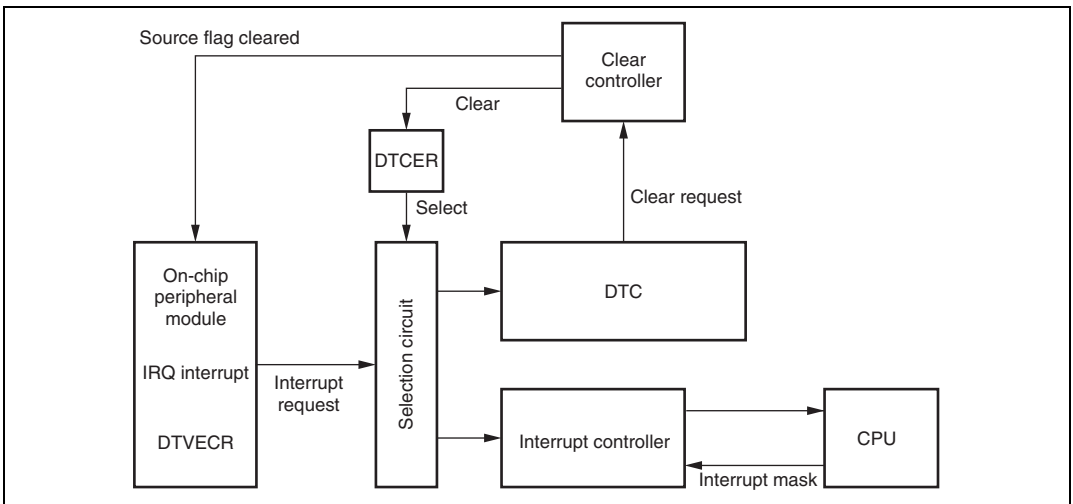 Source flag cleared
Clear
controller
Clear
DTCER
Clear request
Select
On-chip
peripheral
module
IRQ interrupt
DTVECR
Interrupt
request
Selection circuit
DTC
Interrupt controller
CPU
Interrupt mask